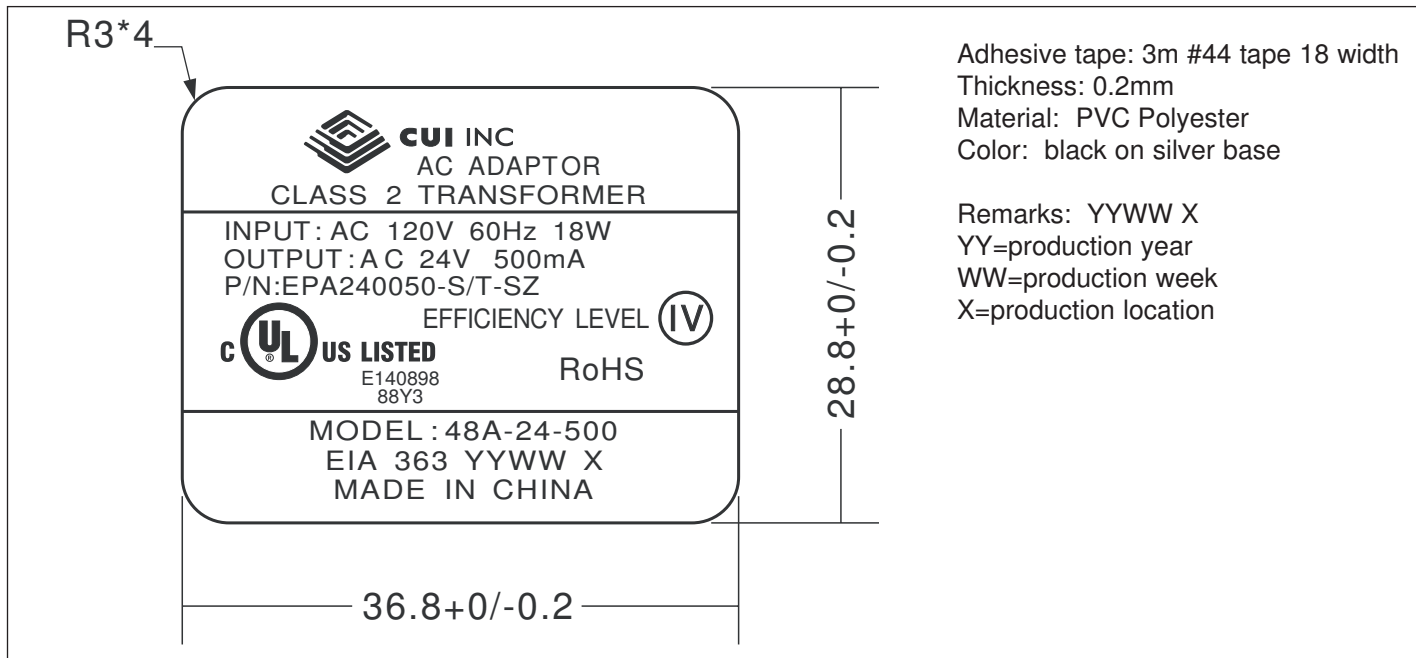 R3*4
CUI INC
AC ADAPTOR
CLASS 2 TRANSFORMER
INPUT: AC 120V 60Hz 18W
OUTPUT: AC 24V 500mA
P/N:EPA240050-S/T-SZ
EFFICIENCY LEVEL IV
C UL ® US LISTED
E140898
88Y3
RoHS
MODEL: 48A-24-500
EIA 363 YYWW X
MADE IN CHINA
36.8+0/-0.2
28.8+0/-0.2
Adhesive tape: 3m #44 tape 18 width
Thickness: 0.2mm
Material: PVC Polyester
Color: black on silver base
Remarks: YYWW X
YY=production year
WW=production week
X=production location